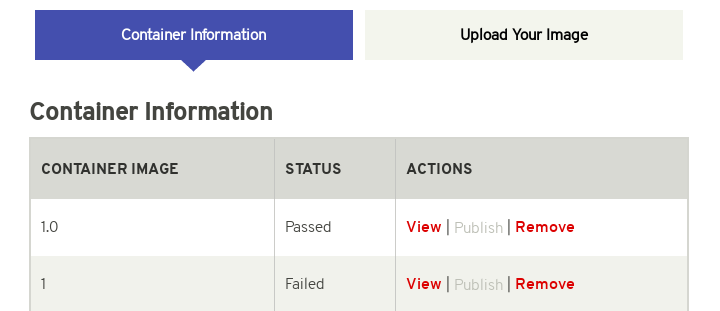 Container Information Upload Your Image
Container Information
CONTAINER IMAGE STATUS ACTIONS
1.0 Passed View | Publish | Remove
1 Failed View | Publish | Remove